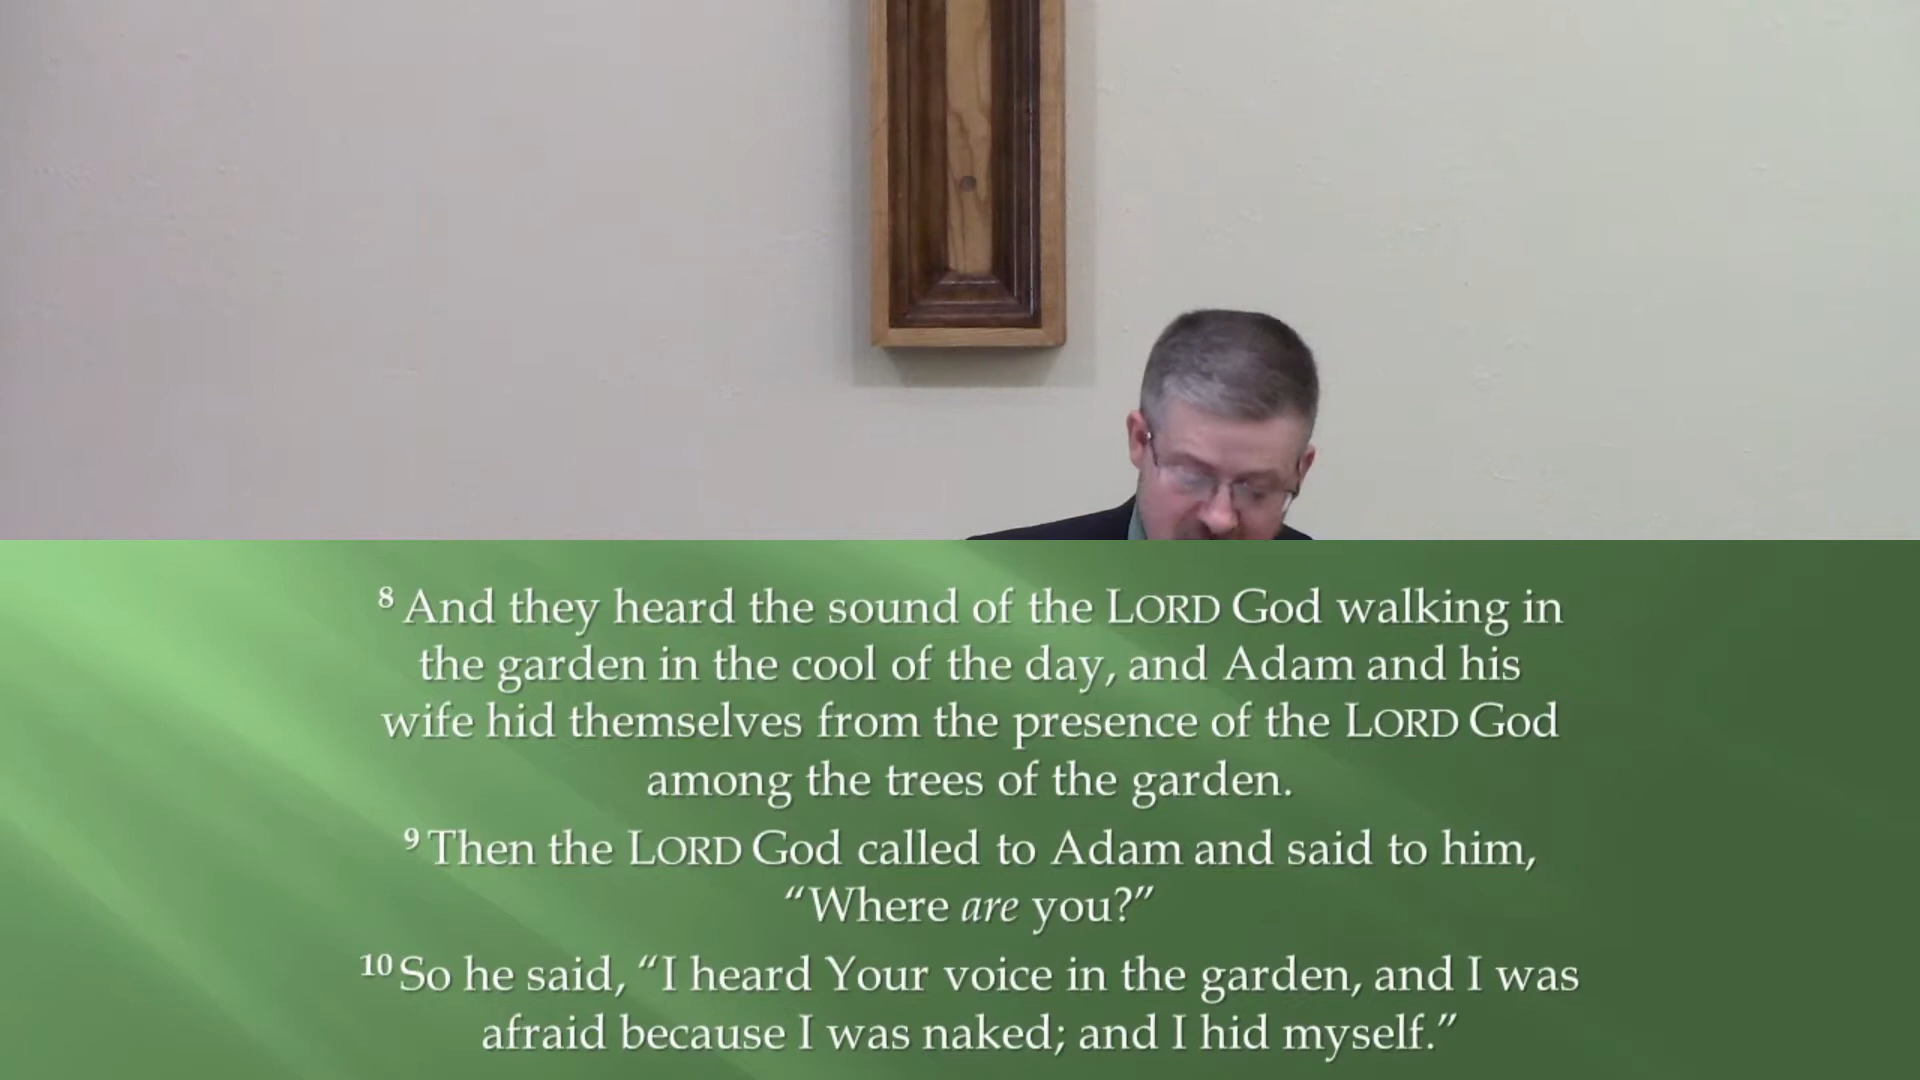 8 And they heard the sound of the LORD God walking in
the garden in the cool of the day, and Adam and his
wife hid themselves from the presence of the LORD God
among the trees of the garden.
9 Then the LORD God called to Adam and said to him,
“Where are you?”
10 So he said, “I heard Your voice in the garden, and I was
afraid because I was naked; and I hid myself.”